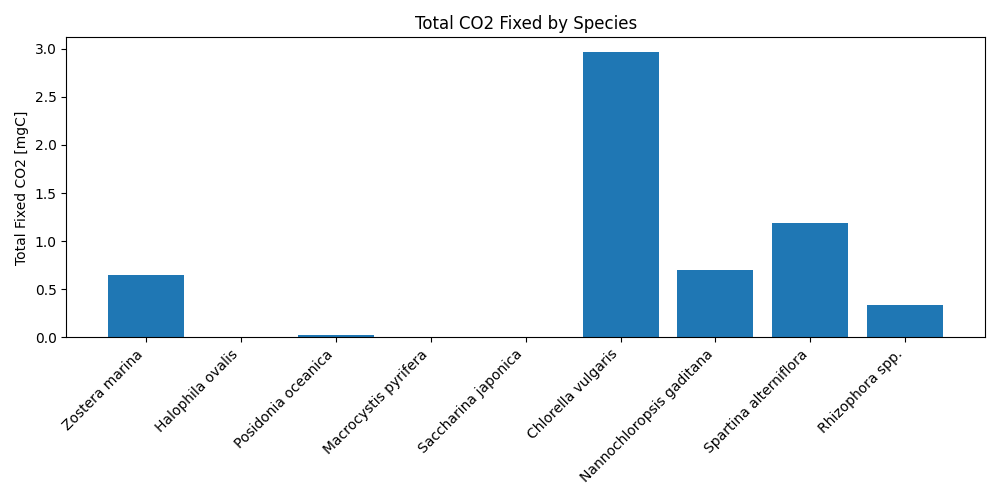 Total CO2 Fixed by Species
Total Fixed CO2 [mgC]
3.0
2.5
2.0
1.5
1.0
0.5
0.0
Zostera marina
Halophila ovalis
Posidonia oceanica
Macrocystis pyrifera
Saccharina japonica
Chlorella vulgaris
Nannochloropsis gaditana
Spartina alterniflora
Rhizophora spp.